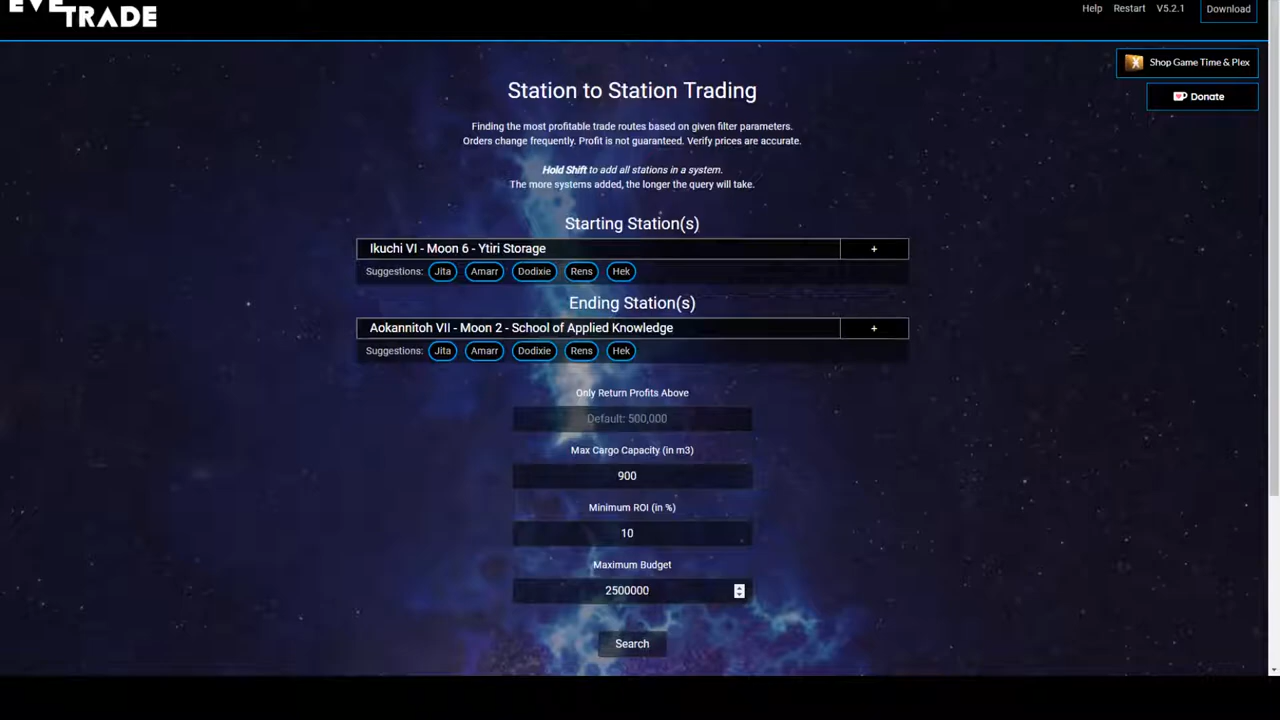 EVE
TRADE
Help Restart V5.2.1 Download
Shop Game Time & Plex
Donate
Station to Station Trading
Finding the most profitable trade routes based on given filter parameters.
Orders change frequently. Profit is not guaranteed. Verify prices are accurate.
Hold Shift to add all stations in a system.
The more systems added, the longer the query will take.
Starting Station(s)
Ikuchi VI - Moon 6 - Ytiri Storage +
Suggestions: Jita Amarr Dodixie Rens Hek
Ending Station(s)
Aokannitoh VII - Moon 2 - School of Applied Knowledge +
Suggestions: Jita Amarr Dodixie Rens Hek
Only Return Profits Above
Default: 500,000
Max Cargo Capacity (in m3)
900
Minimum ROI (in %)
10
Maximum Budget
2500000
Search